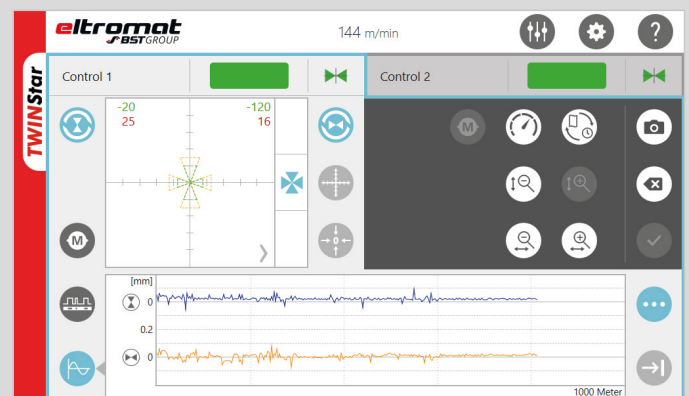 eltromat
BST GROUP
144 m/min
TWINStar
Control 1
Control 2
-20
-120
25
16
M
M
0
[mm]
0
0.2
0
1000 Meter